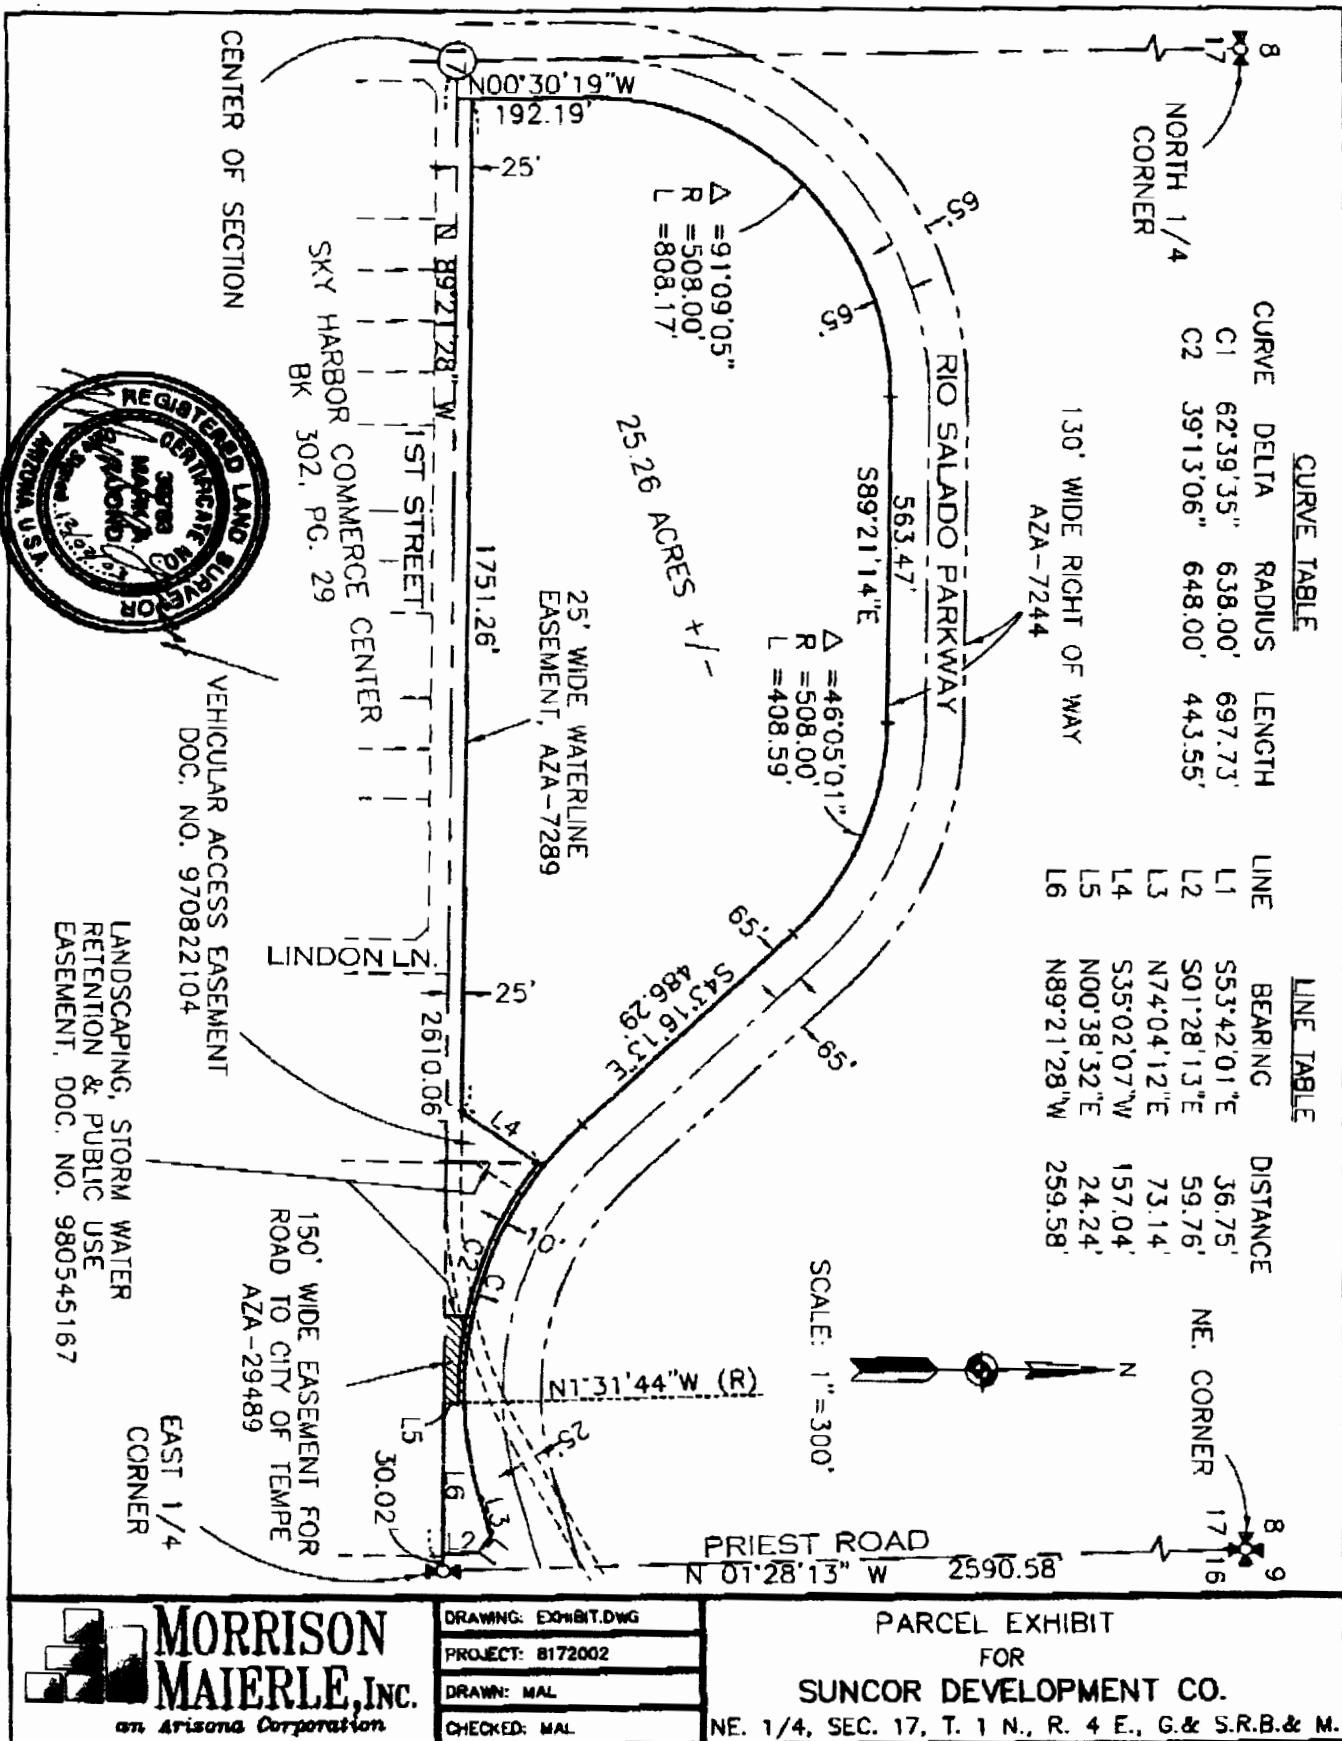 CURVE TABLE
CURVE DELTA RADIUS LENGTH
C1 62°39'35" 638.00' 697.73'
C2 39°13'06" 648.00' 443.55'
LINE TABLE
LINE BEARING DISTANCE
L1 S53°42'01"E 36.75'
L2 S01°28'13"E 59.76'
L3 N74°04'12"E 73.14'
L4 S35°02'07"W 157.04'
L5 N00°38'32"E 24.24'
L6 N89°21'28"W 259.58'
8
17
NORTH 1/4
CORNER
NE. CORNER
8
9
17
16
130' WIDE RIGHT OF WAY
AZA-7244
RIO SALADO PARKWAY
65'
65'
563.47'
S89°21'14"E
△ =91°09'05"
R =508.00'
L =808.17'
△ =46°05'01"
R =508.00'
L =408.59'
65'
65'
S43°16'13"E
486.29'
SCALE: 1"=300'
N
25.26 ACRES +/-
N00°30'19"W
192.19'
17
25'
25' WIDE WATERLINE
EASEMENT, AZA-7289
1751.26'
25'
N 89°21'28" W
2610.06
L4
10'
C2
C1
N1°31'44"W (R)
25'
L5
L6
L3
L2
30.02
PRIEST ROAD
N 01°28'13" W 2590.58
1ST STREET
LINDON LN.
SKY HARBOR COMMERCE CENTER
BK 302, PG. 29
CENTER OF SECTION
VEHICULAR ACCESS EASEMENT
DOC. NO. 970822104
LANDSCAPING, STORM WATER
RETENTION & PUBLIC USE
EASEMENT, DOC. NO. 980545167
150' WIDE EASEMENT FOR
ROAD TO CITY OF TEMPE
AZA-29489
EAST 1/4
CORNER
REGISTERED LAND SURVEYOR
CERTIFICATE NO.
MARK A.
ARIZONA, U.S.A.
MORRISON
MAIERLE, INC.
an Arizona Corporation
DRAWING: EXHIBIT.DWG
PROJECT: 8172002
DRAWN: MAL
CHECKED: MAL
PARCEL EXHIBIT
FOR
SUNCOR DEVELOPMENT CO.
NE. 1/4, SEC. 17, T. 1 N., R. 4 E., G.& S.R.B.& M.